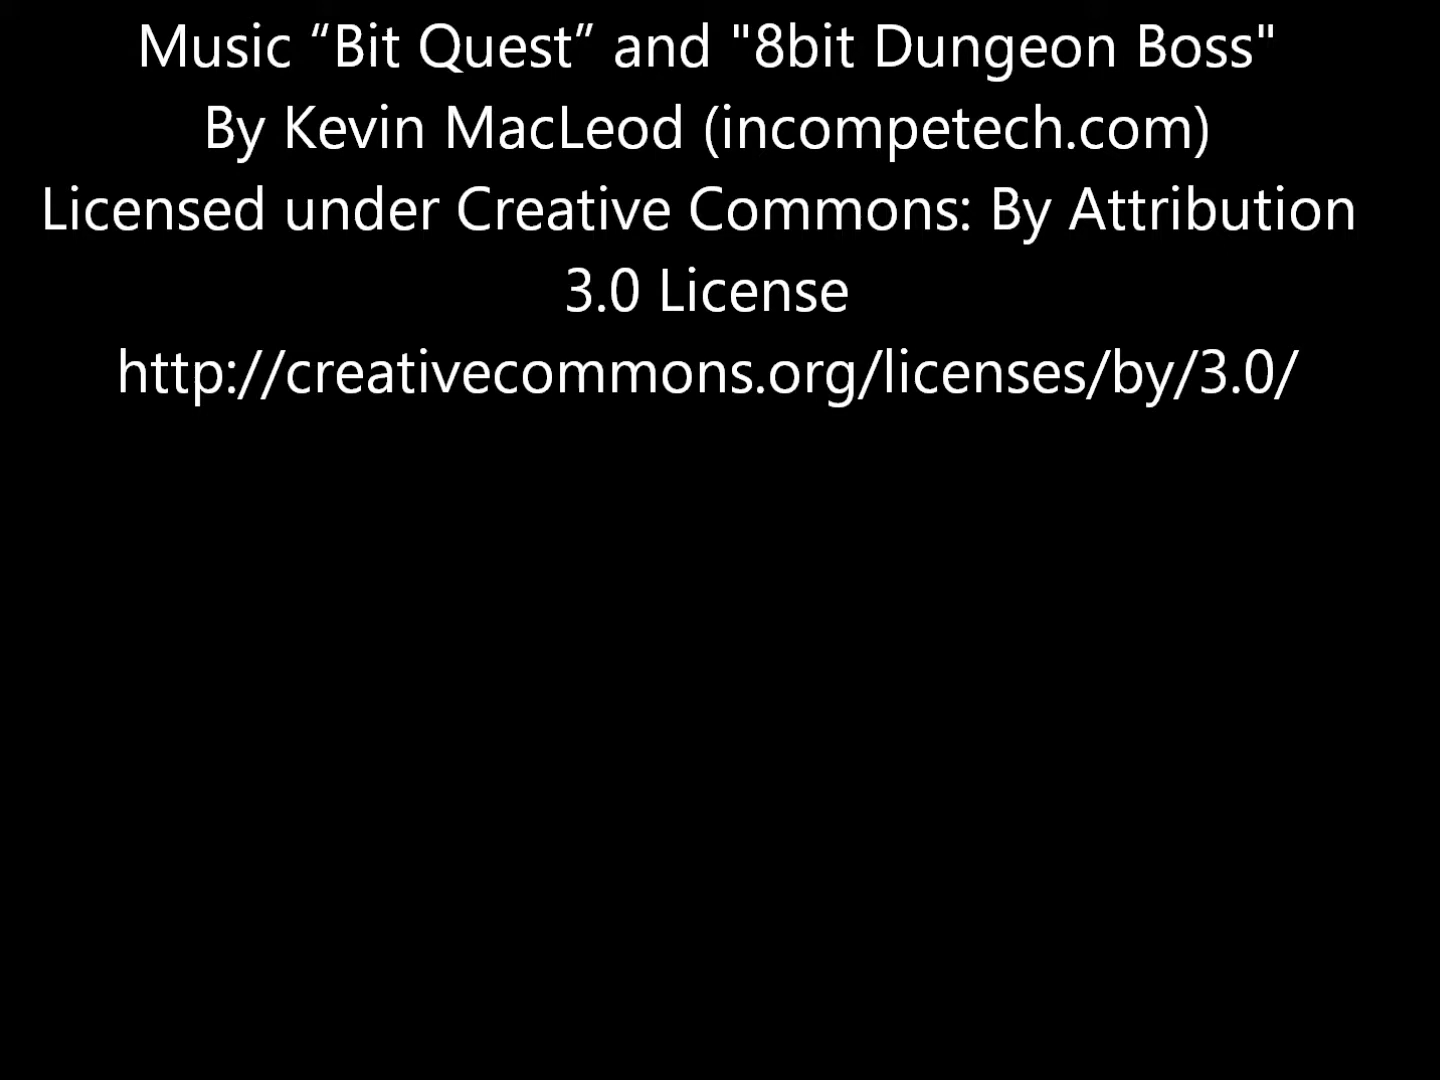 Music “Bit Quest” and "8bit Dungeon Boss"
By Kevin MacLeod (incompetech.com)
Licensed under Creative Commons: By Attribution
3.0 License
http://creativecommons.org/licenses/by/3.0/